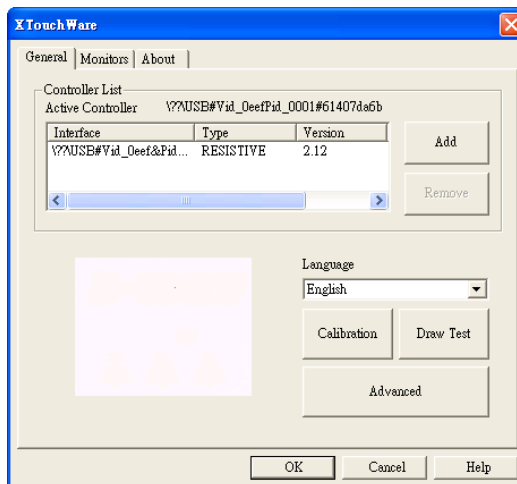 XTouchWare
General Monitors About
Controller List
Active Controller \??\USB#Vid_0eefPid_0001#61407da6b
Interface Type Version
\??\USB#Vid_0eef&Pid... RESISTIVE 2.12
Add
Remove
Language
English
Calibration Draw Test
Advanced
OK Cancel Help